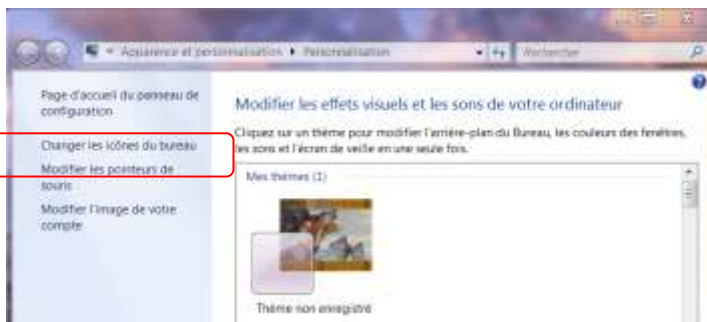 Apparence et personnalisation Personnalisation Rechercher
Page d'accueil du panneau de
configuration
Changer les icônes du bureau
Modifier les pointeurs de
souris
Modifier l'image de votre
compte
Modifier les effets visuels et les sons de votre ordinateur
Cliquez sur un thème pour modifier l'arrière-plan du Bureau, les couleurs des fenêtres,
les sons et l'écran de veille en une seule fois.
Mes thèmes (1)
Thème non enregistré